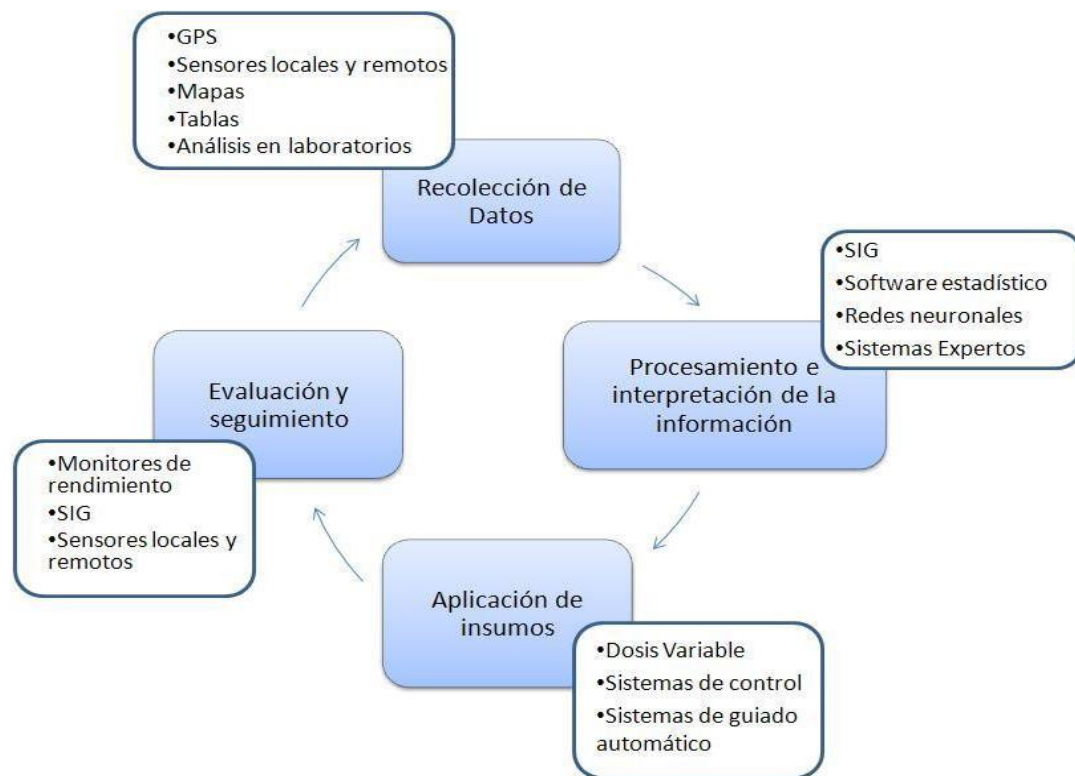 •GPS
•Sensores locales y remotos
•Mapas
•Tablas
•Análisis en laboratorios
Recolección de
Datos
•SIG
•Software estadístico
•Redes neuronales
•Sistemas Expertos
Procesamiento e
interpretación de la
información
Evaluación y
seguimiento
•Monitores de
rendimiento
•SIG
•Sensores locales y
remotos
Aplicación de
insumos
•Dosis Variable
•Sistemas de control
•Sistemas de guiado
automático